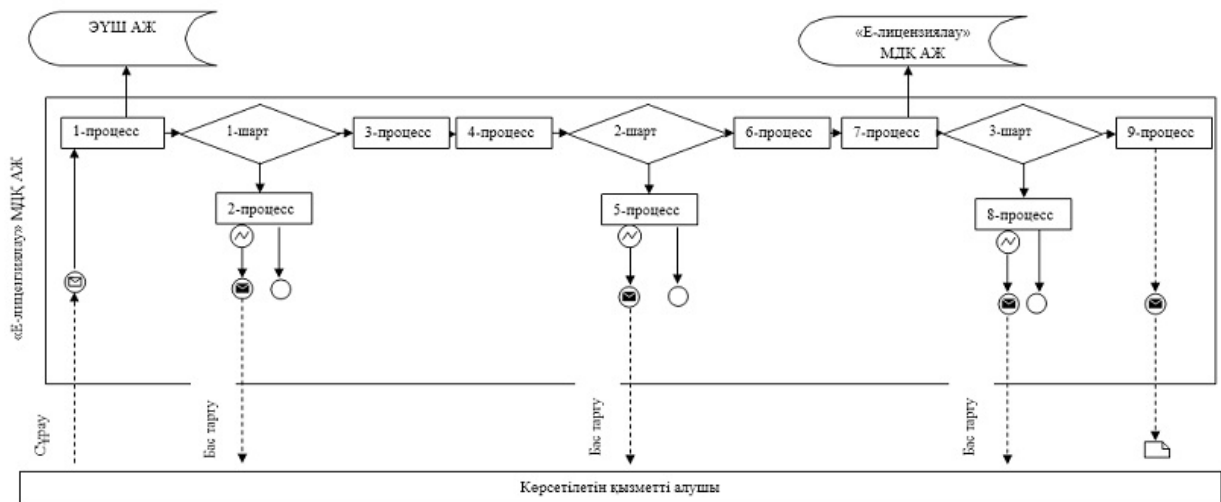 ЭҮШ АЖ
«Е-лицензиялау»
МДҚ АЖ
1-процесс
1-шарт
3-процесс
4-процесс
2-шарт
6-процесс
7-процесс
3-шарт
9-процесс
2-процесс
5-процесс
8-процесс
«Е-лицензиялау» МДҚ АЖ
Сұрау
Бас тарту
Бас тарту
Бас тарту
Көрсетілетін қызметті алушы